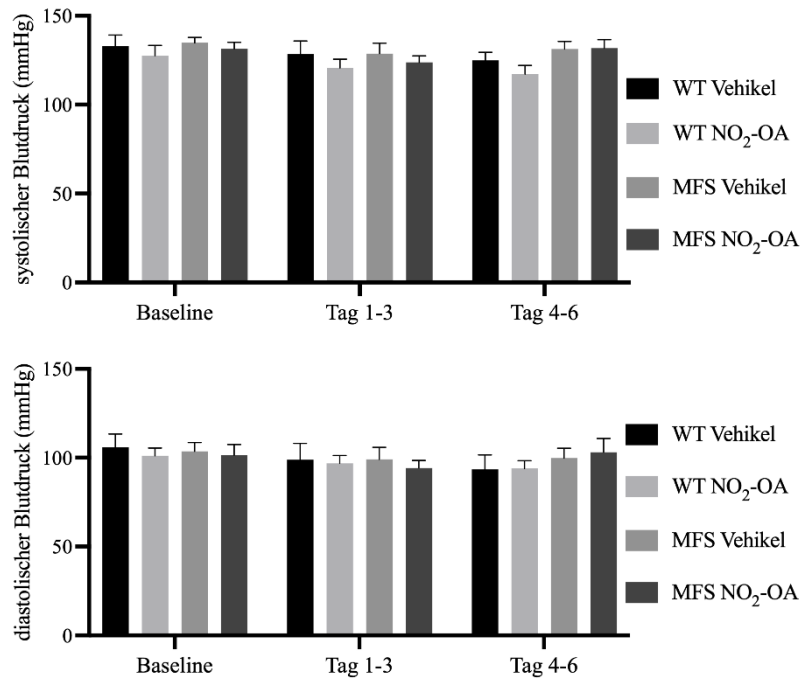 systolischer Blutdruck (mmHg)
150
100
50
0
Baseline
Tag 1-3
Tag 4-6
WT Vehikel
WT NO2-OA
MFS Vehikel
MFS NO2-OA
diastolischer Blutdruck (mmHg)
150
100
50
0
Baseline
Tag 1-3
Tag 4-6
WT Vehikel
WT NO2-OA
MFS Vehikel
MFS NO2-OA